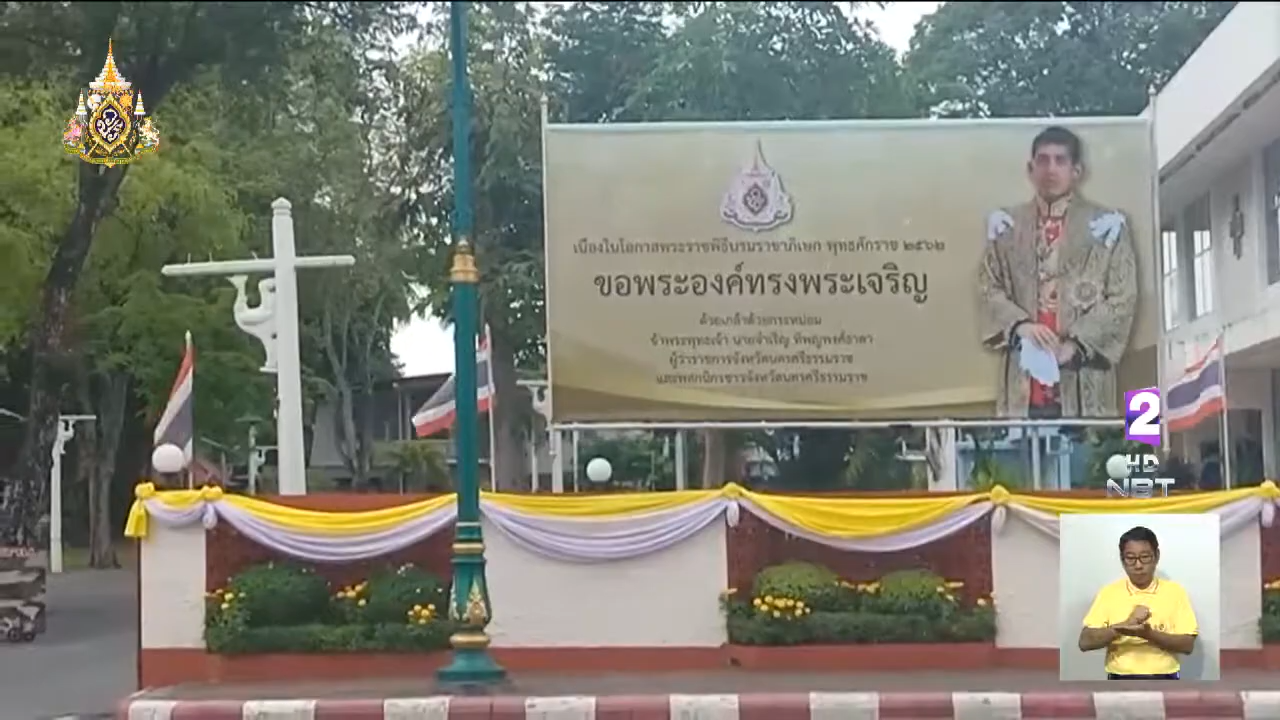 เนื่องในโอกาสพระราชพิธีบรมราชาภิเษก พุทธศักราช ๒๕๖๒
ขอพระองค์ทรงพระเจริญ
ด้วยเกล้าด้วยกระหม่อม
ข้าพระพุทธเจ้า นายจำเริญ ทิพญพงศ์ธาดา
ผู้ว่าราชการจังหวัดนครศรีธรรมราช
และพสกนิกรชาวจังหวัดนครศรีธรรมราช
2
HD
NBT